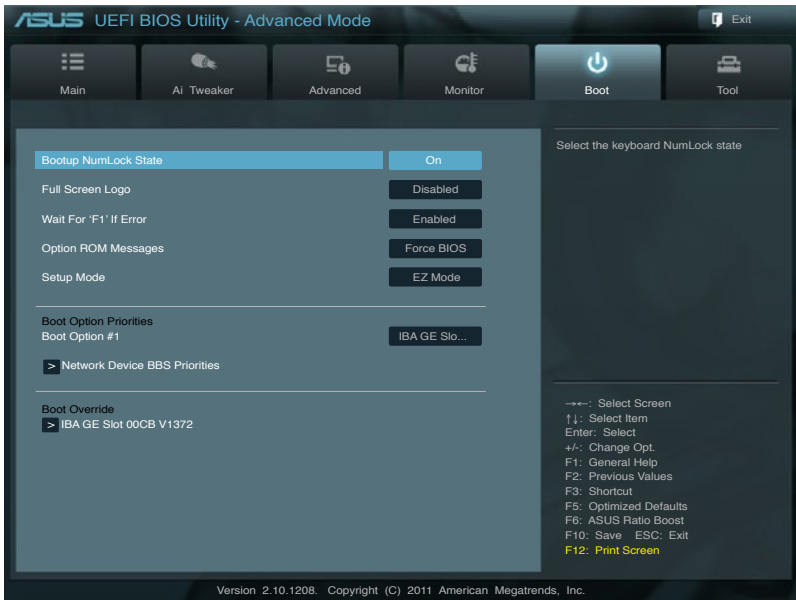 ASUS UEFI BIOS Utility - Advanced Mode
Exit
Main
Ai Tweaker
Advanced
Monitor
Boot
Tool
Bootup NumLock State On
Full Screen Logo Disabled
Wait For ‘F1’ If Error Enabled
Option ROM Messages Force BIOS
Setup Mode EZ Mode
Boot Option Priorities
Boot Option #1 IBA GE Slo...
> Network Device BBS Priorities
Boot Override
> IBA GE Slot 00CB V1372
Select the keyboard NumLock state
→←: Select Screen
↑↓: Select Item
Enter: Select
+/-: Change Opt.
F1: General Help
F2: Previous Values
F3: Shortcut
F5: Optimized Defaults
F6: ASUS Ratio Boost
F10: Save ESC: Exit
F12: Print Screen
Version 2.10.1208. Copyright (C) 2011 American Megatrends, Inc.